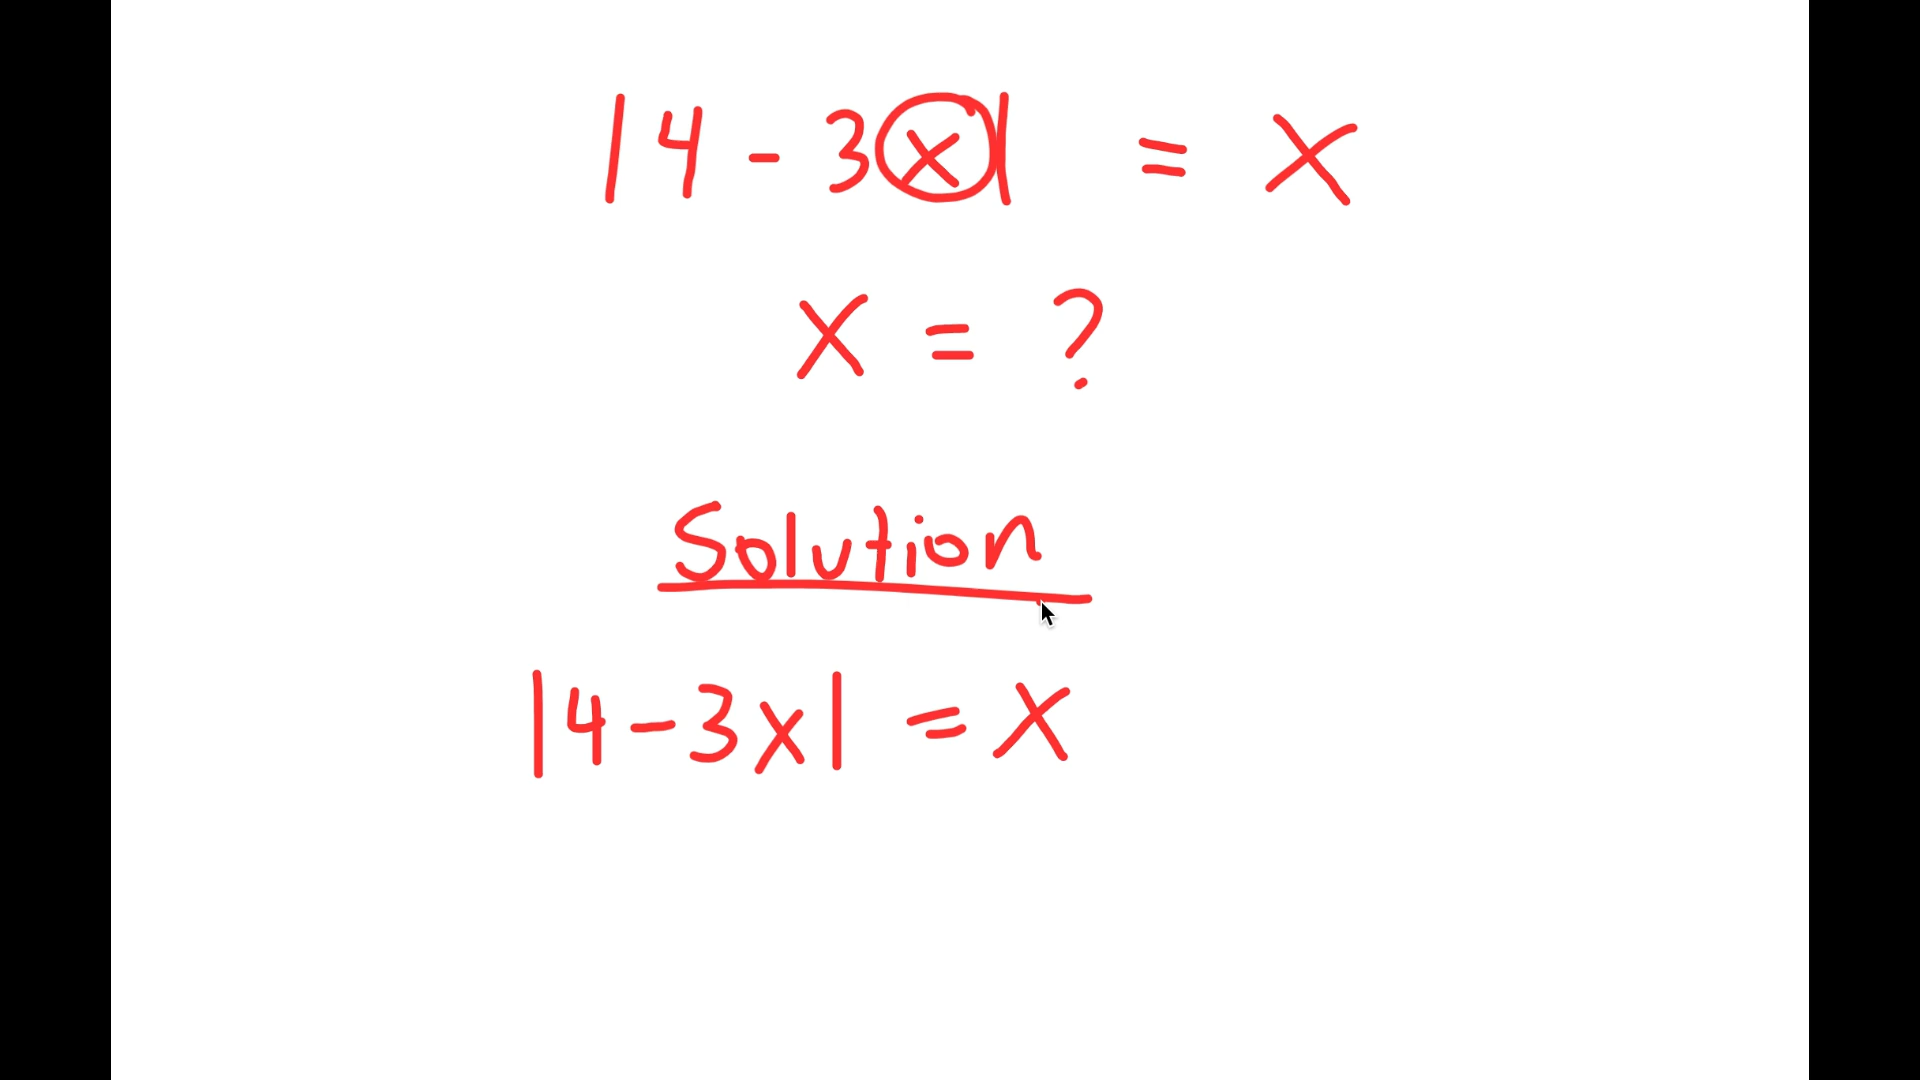 |4 - 3x| = x
x = ?
Solution
|4 - 3x| = x